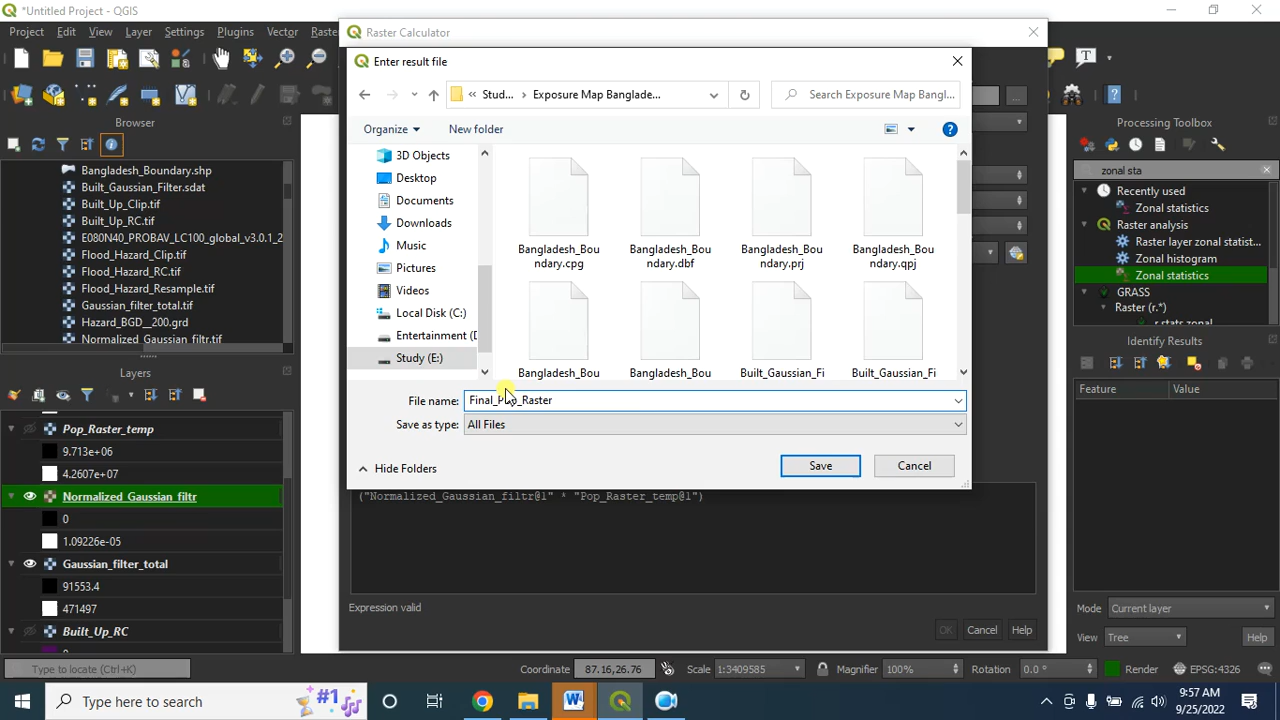 *Untitled Project - QGIS
Project Edit View Layer Settings Plugins Vector Raster
Raster Calculator
Enter result file
Stud... Exposure Map Banglade...
Search Exposure Map Bangl...
Organize New folder
3D Objects
Desktop
Documents
Downloads
Music
Pictures
Videos
Local Disk (C:)
Entertainment (D
Study (E:)
Bangladesh_Boundary.cpg
Bangladesh_Boundary.dbf
Bangladesh_Boundary.prj
Bangladesh_Boundary.qpj
Bangladesh_Bou
Bangladesh_Bou
Built_Gaussian_Fi
Built_Gaussian_Fi
File name: Final_Pop_Raster
Save as type: All Files
Hide Folders Save Cancel
("Normalized_Gaussian_filtr@1" * "Pop_Raster_temp@1")
Expression valid
OK Cancel Help
Browser
Bangladesh_Boundary.shp
Built_Gaussian_Filter.sdat
Built_Up_Clip.tif
Built_Up_RC.tif
E080N40_PROBAV_LC100_global_v3.0.1_2
Flood_Hazard_Clip.tif
Flood_Hazard_RC.tif
Flood_Hazard_Resample.tif
Gaussian_filter_total.tif
Hazard_BGD__200.grd
Normalized_Gaussian_filtr.tif
Layers
Pop_Raster_temp
9.713e+06
4.2607e+07
Normalized_Gaussian_filtr
0
1.09226e-05
Gaussian_filter_total
91553.4
471497
Built_Up_RC
Processing Toolbox
zonal sta
Recently used
Zonal statistics
Raster analysis
Raster layer zonal statist...
Zonal histogram
Zonal statistics
GRASS
Raster (r.*)
r.stats.zonal
Identify Results
Feature Value
Mode Current layer
View Tree Help
Type to locate (Ctrl+K)
Coordinate 87.16,26.76 Scale 1:3409585 Magnifier 100% Rotation 0.0 ° Render EPSG:4326
Type here to search
#1
9:57 AM
9/25/2022